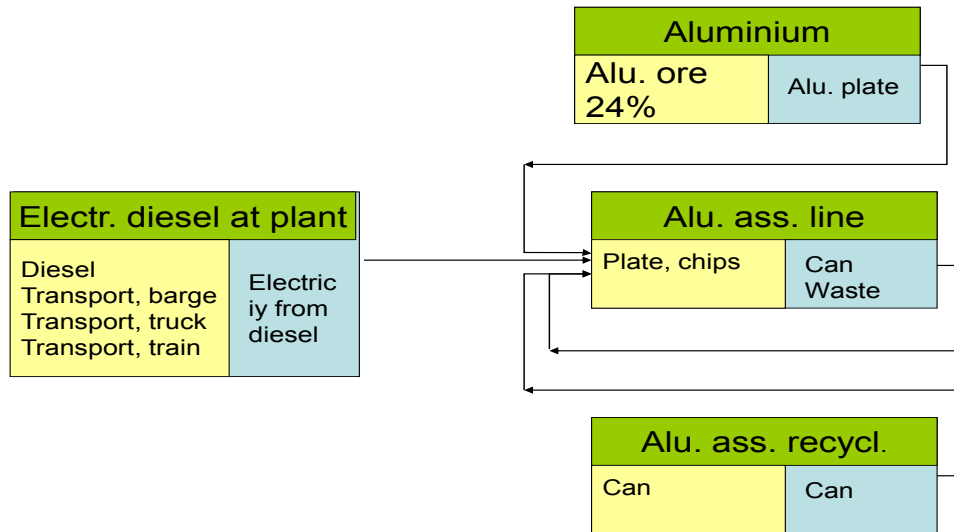 Aluminium
Alu. ore
24%
Alu. plate
Electr. diesel at plant
Diesel
Transport, barge
Transport, truck
Transport, train
Electric
iy from
diesel
Alu. ass. line
Plate, chips
Can
Waste
Alu. ass. recycl.
Can
Can